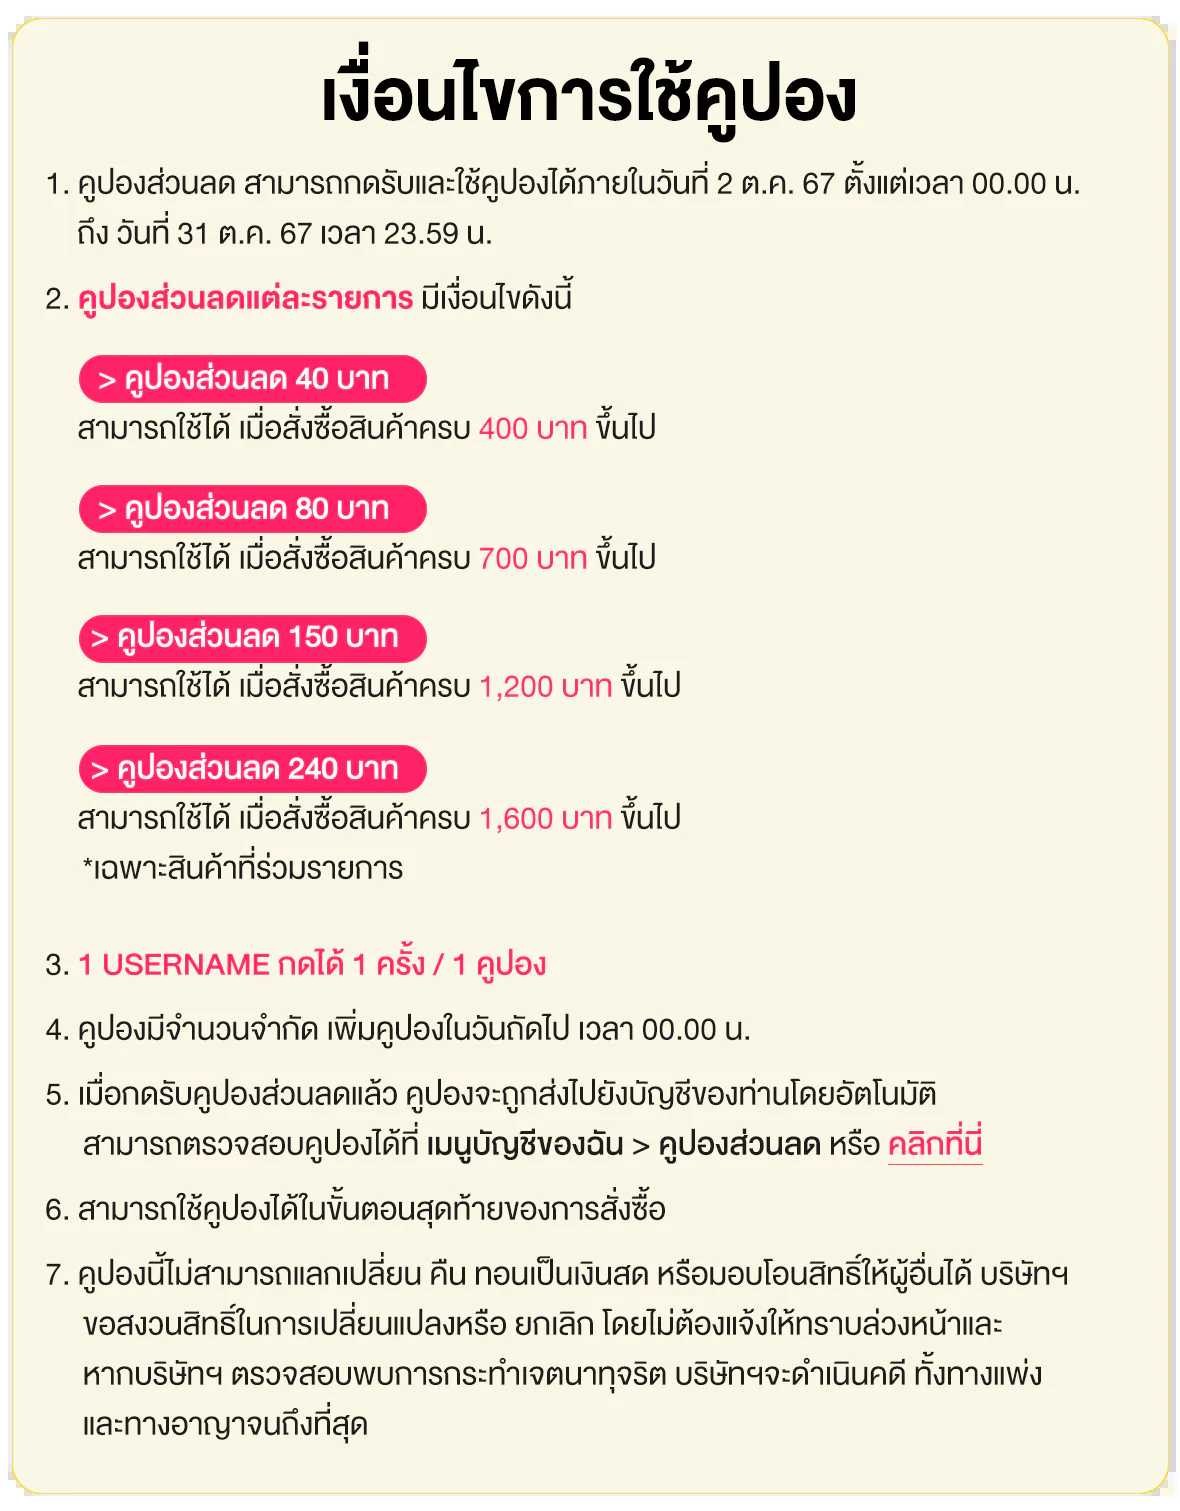 เงื่อนไขการใช้คูปอง
1. คูปองส่วนลด สามารถกดรับและใช้คูปองได้ภายในวันที่ 2 ต.ค. 67 ตั้งแต่เวลา 00.00 น.
ถึง วันที่ 31 ต.ค. 67 เวลา 23.59 น.
2. คูปองส่วนลดแต่ละรายการ มีเงื่อนไขดังนี้
> คูปองส่วนลด 40 บาท
สามารถใช้ได้ เมื่อสั่งซื้อสินค้าครบ 400 บาท ขึ้นไป
> คูปองส่วนลด 80 บาท
สามารถใช้ได้ เมื่อสั่งซื้อสินค้าครบ 700 บาท ขึ้นไป
> คูปองส่วนลด 150 บาท
สามารถใช้ได้ เมื่อสั่งซื้อสินค้าครบ 1,200 บาท ขึ้นไป
> คูปองส่วนลด 240 บาท
สามารถใช้ได้ เมื่อสั่งซื้อสินค้าครบ 1,600 บาท ขึ้นไป
*เฉพาะสินค้าที่ร่วมรายการ
3. 1 USERNAME กดได้ 1 ครั้ง / 1 คูปอง
4. คูปองมีจำนวนจำกัด เพิ่มคูปองในวันถัดไป เวลา 00.00 น.
5. เมื่อกดรับคูปองส่วนลดแล้ว คูปองจะถูกส่งไปยังบัญชีของท่านโดยอัตโนมัติ
สามารถตรวจสอบคูปองได้ที่ เมนูบัญชีของฉัน > คูปองส่วนลด หรือ คลิกที่นี่
6. สามารถใช้คูปองได้ในขั้นตอนสุดท้ายของการสั่งซื้อ
7. คูปองนี้ไม่สามารถแลกเปลี่ยน คืน ทอนเป็นเงินสด หรือมอบโอนสิทธิ์ให้ผู้อื่นได้ บริษัทฯ
ขอสงวนสิทธิ์ในการเปลี่ยนแปลงหรือ ยกเลิก โดยไม่ต้องแจ้งให้ทราบล่วงหน้าและ
หากบริษัทฯ ตรวจสอบพบการกระทำเจตนาทุจริต บริษัทฯจะดำเนินคดี ทั้งทางแพ่ง
และทางอาญาจนถึงที่สุด